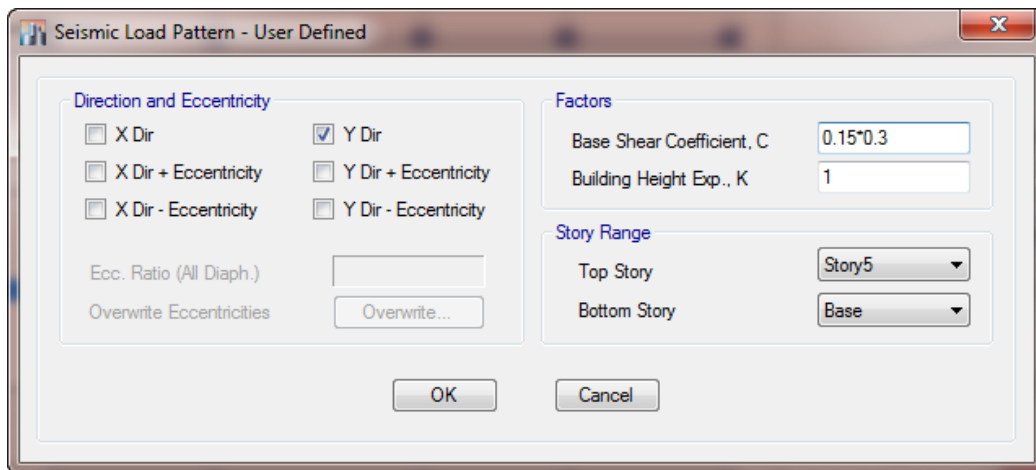 Seismic Load Pattern - User Defined
Direction and Eccentricity
X Dir
Y Dir
X Dir + Eccentricity
Y Dir + Eccentricity
X Dir - Eccentricity
Y Dir - Eccentricity
Ecc. Ratio (All Diaph.)
Overwrite Eccentricities
Overwrite...
Factors
Base Shear Coefficient, C
0.15*0.3
Building Height Exp., K
1
Story Range
Top Story
Story5
Bottom Story
Base
OK
Cancel